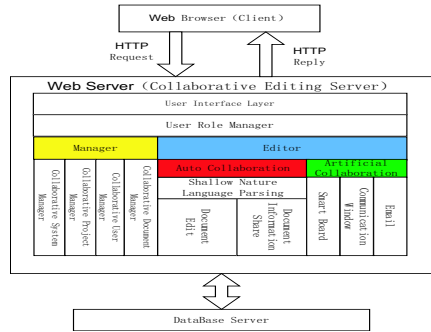 Web Browser (Client)
HTTP
Request
HTTP
Reply
Web Server (Collaborative Editing Server)
User Interface Layer
User Role Manager
Manager
Editor
Auto Collaboration
Artificial
Collaboration
Shallow Nature
Language Parsing
Collaborative System
Manager
Collaborative Project
Manager
Collaborative User
Manager
Collaborative Document
Manager
Document
Edit
Document
Information
Share
Smart Board
Communication
Window
Email
DataBase Server